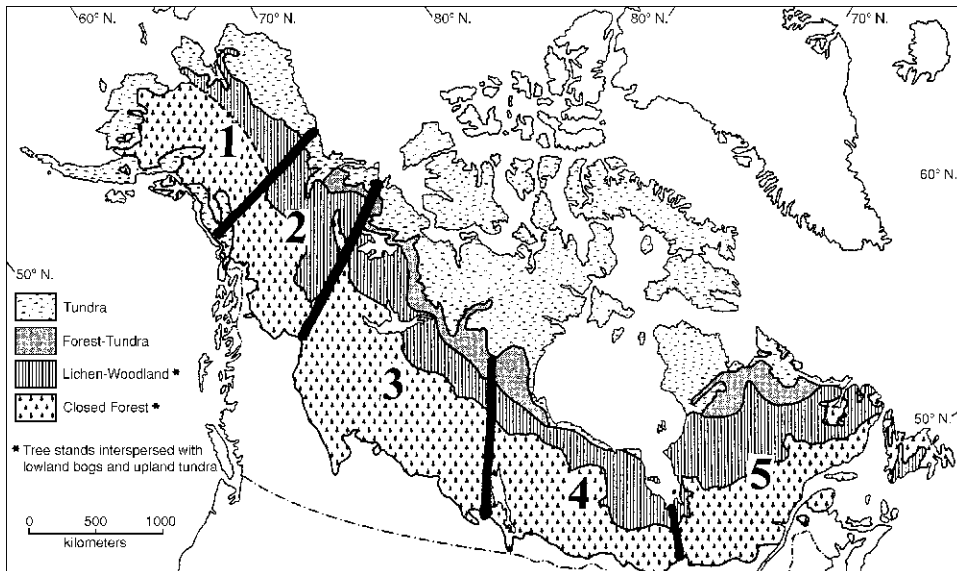 60° N.
70° N.
80° N.
80° N.
70° N.
60° N.
1
2
50° N.
Tundra
Forest-Tundra
Lichen-Woodland *
Closed Forest *
* Tree stands interspersed with
lowland bogs and upland tundra
3
50° N.
4
5
0 500 1000
kilometers